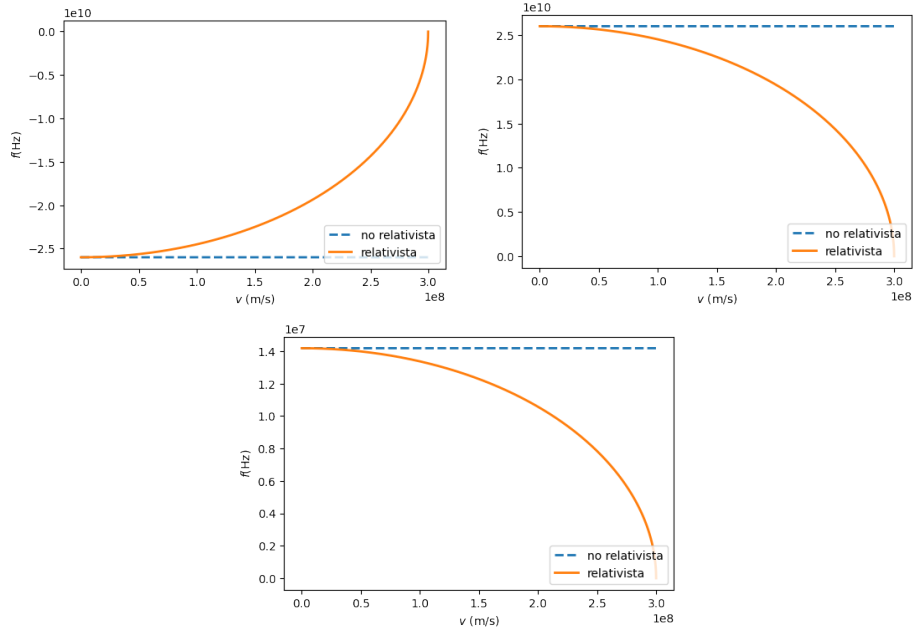 1e10
0.0
−0.5
−1.0
−1.5
−2.0
−2.5
f(Hz)
no relativista
relativista
0.0 0.5 1.0 1.5 2.0 2.5 3.0
1e8
v (m/s)
1e10
2.5
2.0
1.5
1.0
0.5
0.0
f(Hz)
no relativista
relativista
0.0 0.5 1.0 1.5 2.0 2.5 3.0
1e8
v (m/s)
1e7
1.4
1.2
1.0
0.8
0.6
0.4
0.2
0.0
f(Hz)
no relativista
relativista
0.0 0.5 1.0 1.5 2.0 2.5 3.0
1e8
v (m/s)